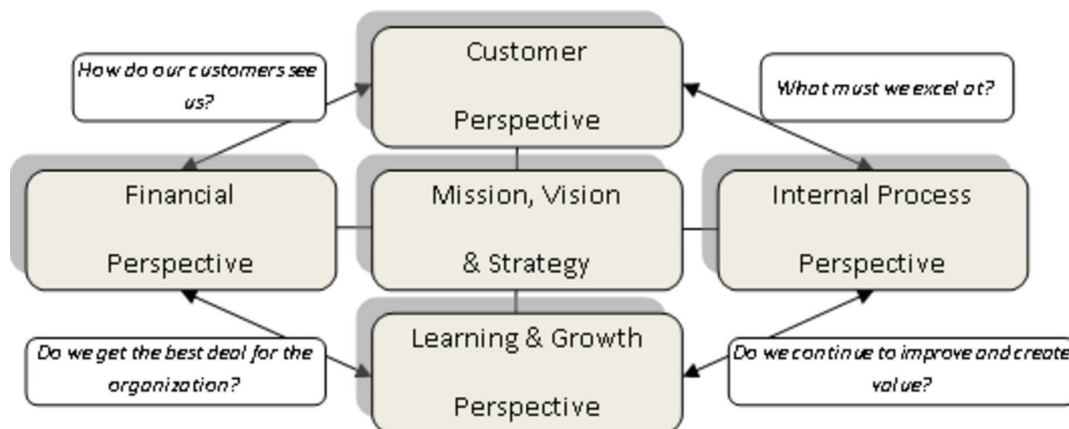 Customer
Perspective
How do our customers see
us?
What must we excel at?
Financial
Perspective
Mission, Vision
& Strategy
Internal Process
Perspective
Learning & Growth
Perspective
Do we get the best deal for the
organization?
Do we continue to improve and create
value?